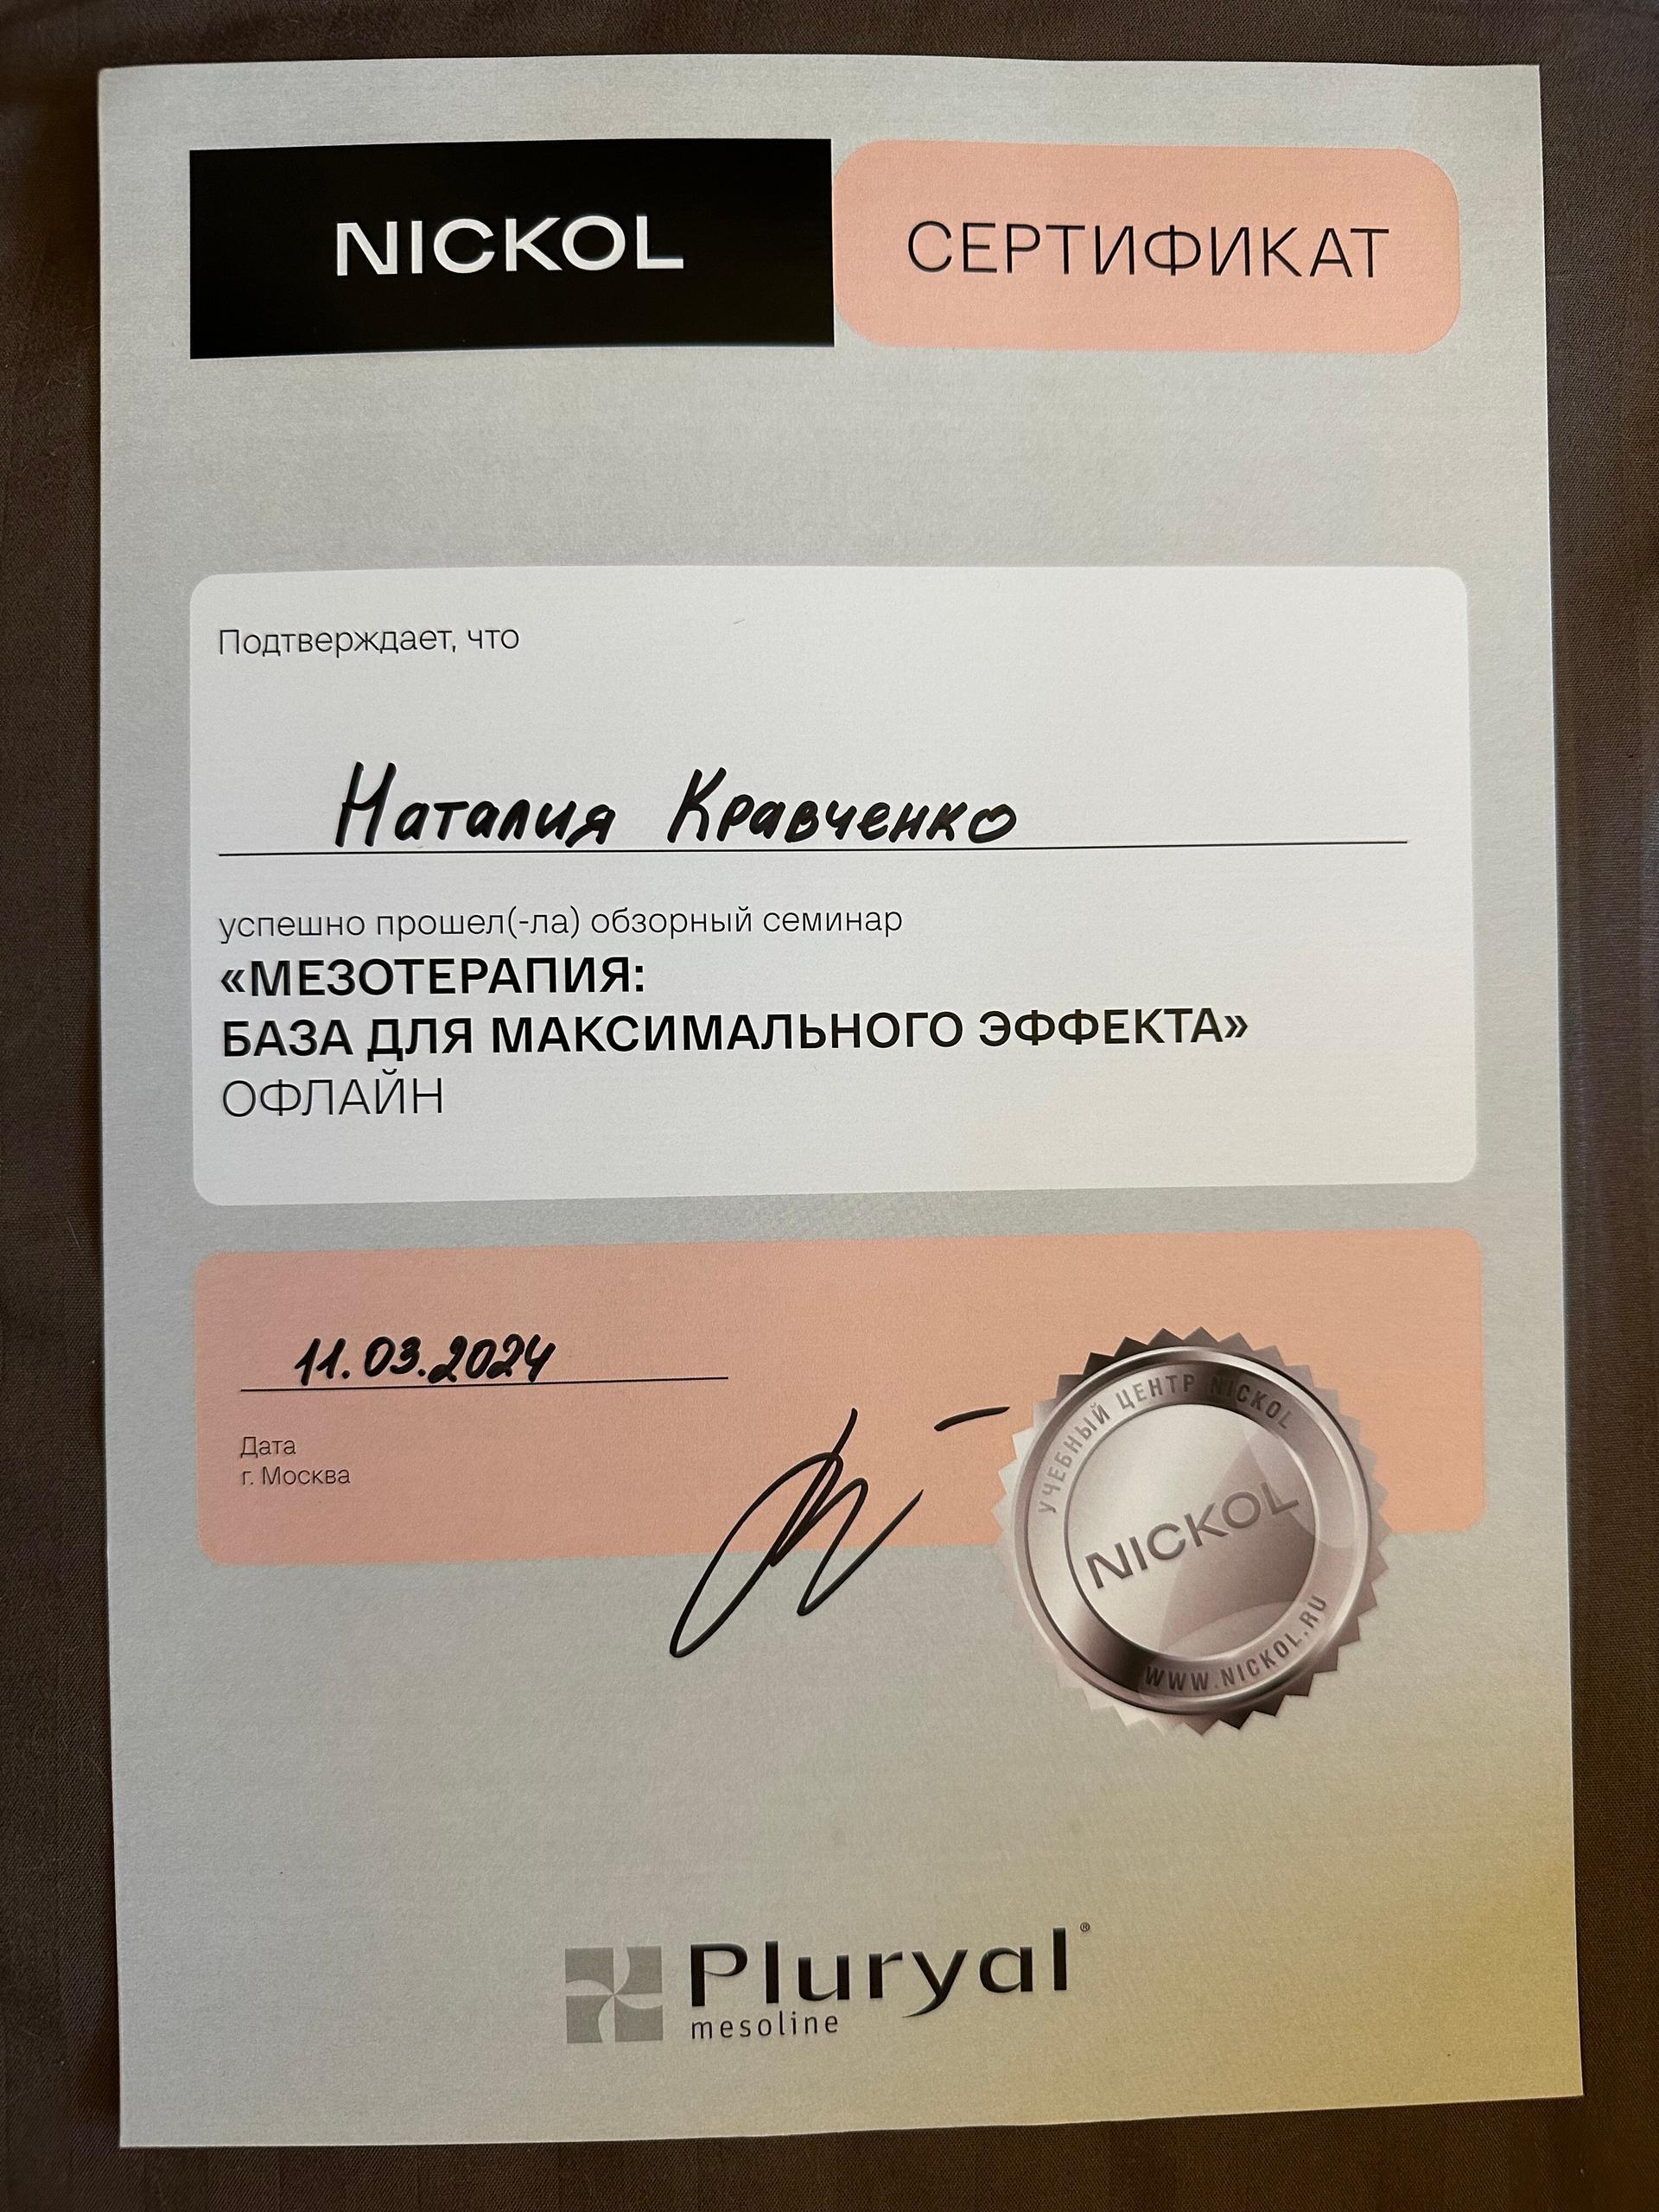 NICKOL
СЕРТИФИКАТ
Подтверждает, что
Наталия Кравченко
успешно прошел(-ла) обзорный семинар
«МЕЗОТЕРАПИЯ:
БАЗА ДЛЯ МАКСИМАЛЬНОГО ЭФФЕКТА»
ОФЛАЙН
11.03.2024
Дата
г. Москва
УЧЕБНЫЙ ЦЕНТР NICKOL
NICKOL
WWW.NICKOL.RU
Pluryal®
mesoline